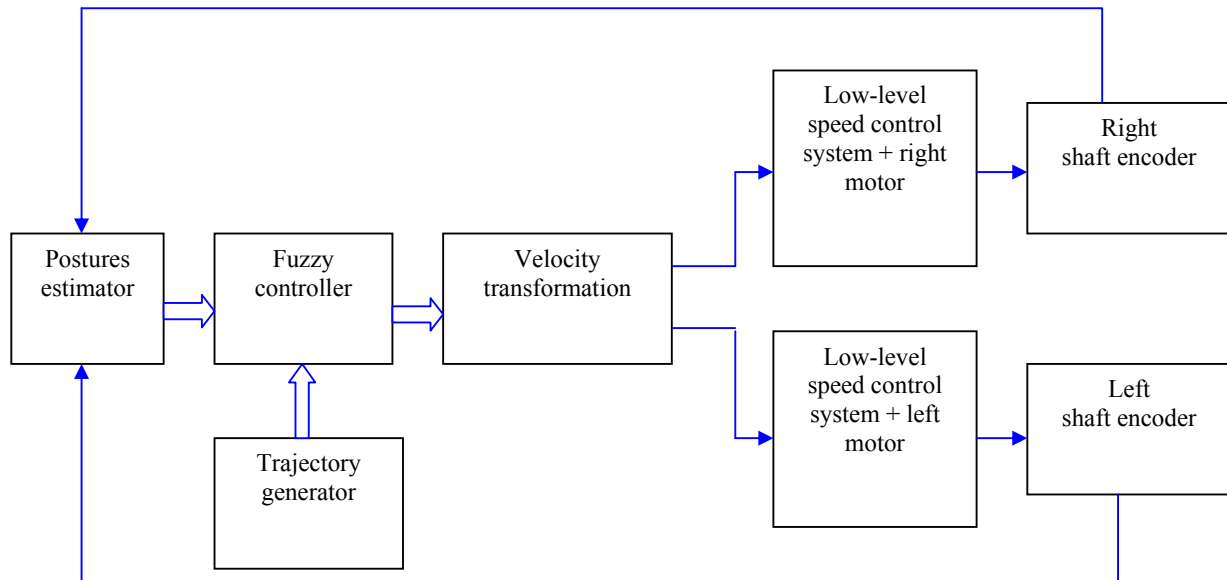 Low-level
speed control
system + right
motor
Right
shaft encoder
Postures
estimator
Fuzzy
controller
Velocity
transformation
Low-level
speed control
system + left
motor
Left
shaft encoder
Trajectory
generator